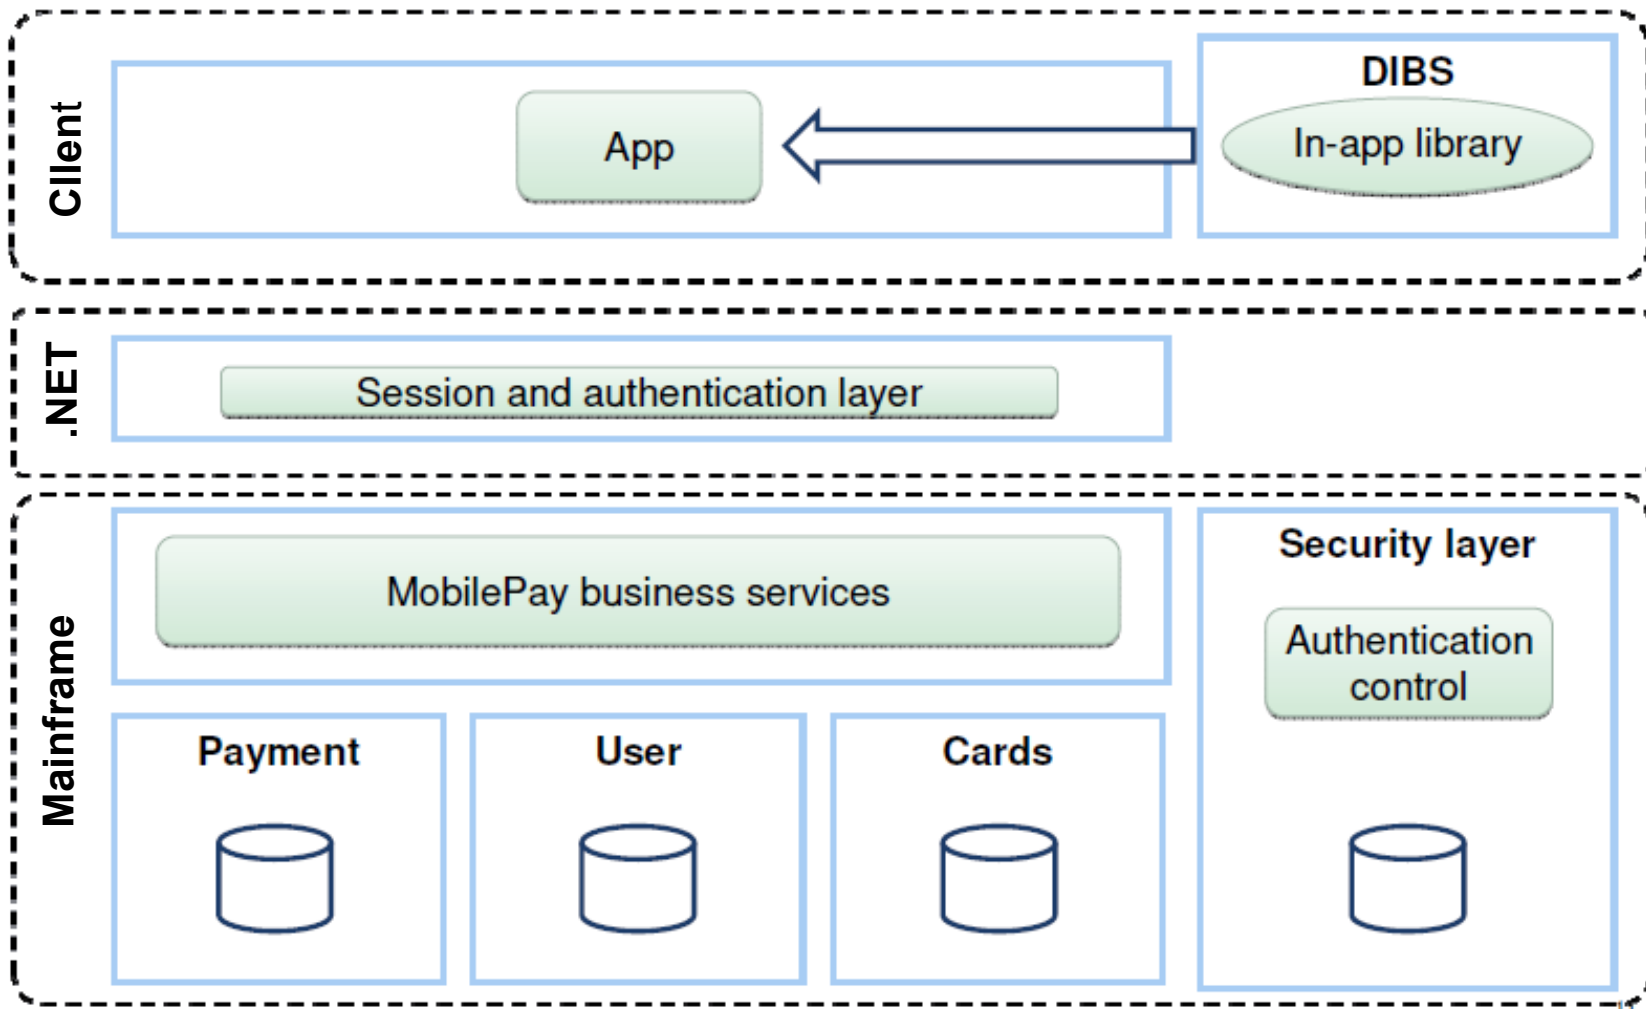 Client
App
DIBS
In-app library
.NET
Session and authentication layer
Mainframe
MobilePay business services
Security layer
Authentication
control
Payment
User
Cards